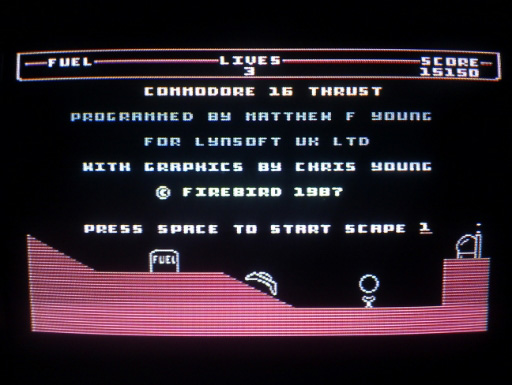 FUEL LIVES SCORE
3 15150
COMMODORE 16 THRUST
PROGRAMMED BY MATTHEW F YOUNG
FOR LYNSOFT UK LTD
WITH GRAPHICS BY CHRIS YOUNG
© FIREBIRD 1987
PRESS SPACE TO START SCAPE 1
FUEL